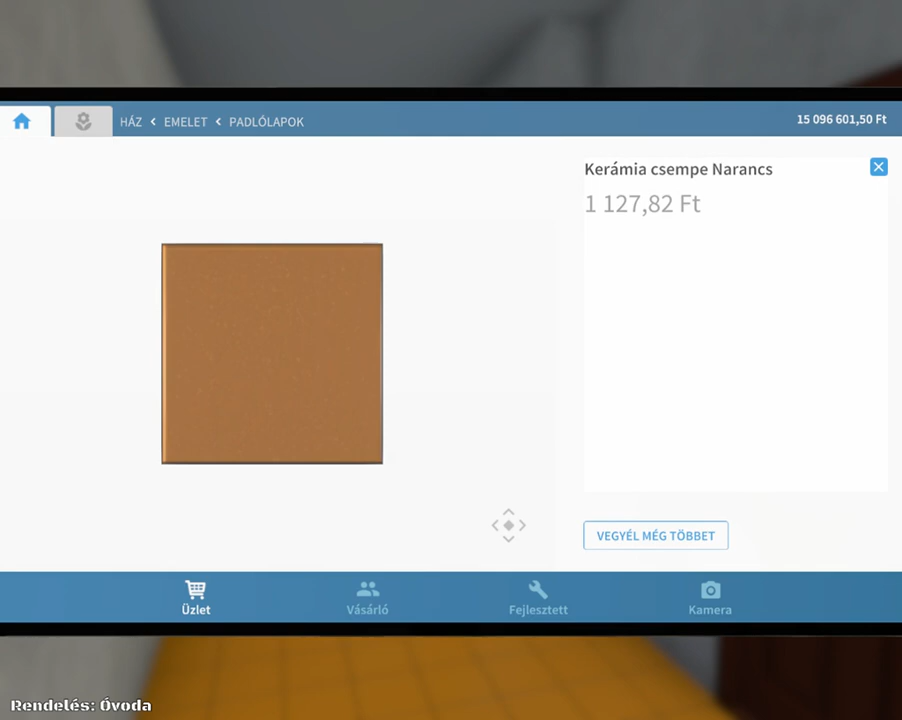 HÁZ < EMELET < PADLÓLAPOK
15 096 601,50 Ft
Kerámia csempe Narancs
1 127,82 Ft
VEGYÉL MÉG TÖBBET
Üzlet
Vásárló
Fejlesztett
Kamera
Rendelés: Óvoda